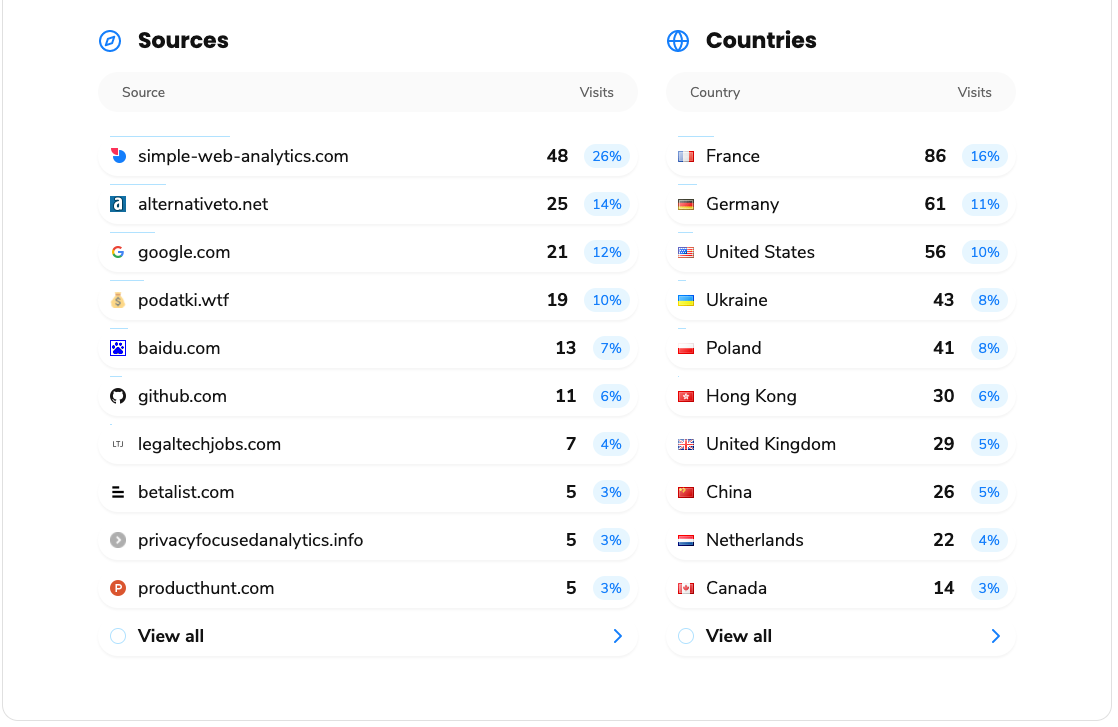 Sources
Source Visits
simple-web-analytics.com 48 26%
alternativeto.net 25 14%
google.com 21 12%
podatki.wtf 19 10%
baidu.com 13 7%
github.com 11 6%
LTJ legaltechjobs.com 7 4%
betalist.com 5 3%
privacyfocusedanalytics.info 5 3%
producthunt.com 5 3%
View all
Countries
Country Visits
France 86 16%
Germany 61 11%
United States 56 10%
Ukraine 43 8%
Poland 41 8%
Hong Kong 30 6%
United Kingdom 29 5%
China 26 5%
Netherlands 22 4%
Canada 14 3%
View all